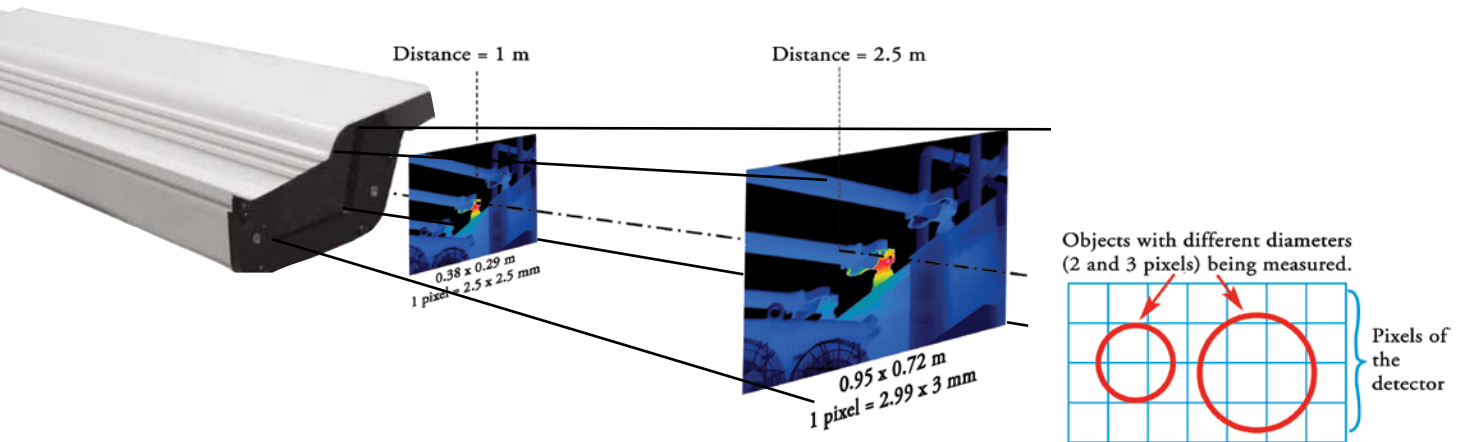 Distance = 1 m
Distance = 2.5 m
0.38 x 0.29 m
1 pixel = 2.5 x 2.5 mm
0.95 x 0.72 m
1 pixel = 2.99 x 3 mm
Objects with different diameters
(2 and 3 pixels) being measured.
Pixels of
the
detector